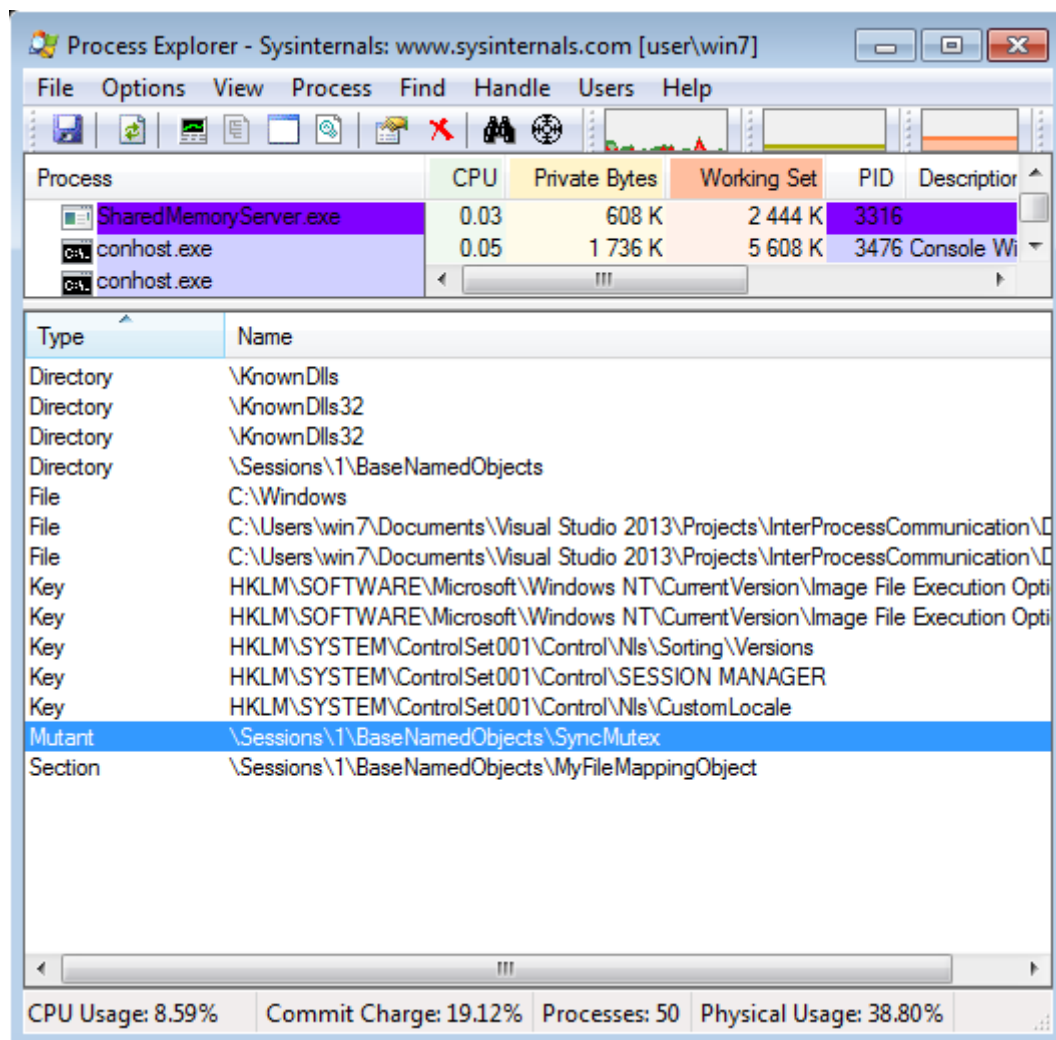 Process Explorer - Sysinternals: www.sysinternals.com [user\win7]
File Options View Process Find Handle Users Help
Process CPU Private Bytes Working Set PID Description
SharedMemoryServer.exe 0.03 608 K 2 444 K 3316
conhost.exe 0.05 1 736 K 5 608 K 3476 Console Wi
conhost.exe
Type Name
Directory \KnownDlls
Directory \KnownDlls32
Directory \KnownDlls32
Directory \Sessions\1\BaseNamedObjects
File C:\Windows
File C:\Users\win7\Documents\Visual Studio 2013\Projects\InterProcessCommunication\D
File C:\Users\win7\Documents\Visual Studio 2013\Projects\InterProcessCommunication\D
Key HKLM\SOFTWARE\Microsoft\Windows NT\CurrentVersion\Image File Execution Opti
Key HKLM\SOFTWARE\Microsoft\Windows NT\CurrentVersion\Image File Execution Opti
Key HKLM\SYSTEM\ControlSet001\Control\Nls\Sorting\Versions
Key HKLM\SYSTEM\ControlSet001\Control\SESSION MANAGER
Key HKLM\SYSTEM\ControlSet001\Control\Nls\CustomLocale
Mutant \Sessions\1\BaseNamedObjects\SyncMutex
Section \Sessions\1\BaseNamedObjects\MyFileMappingObject
CPU Usage: 8.59% Commit Charge: 19.12% Processes: 50 Physical Usage: 38.80%